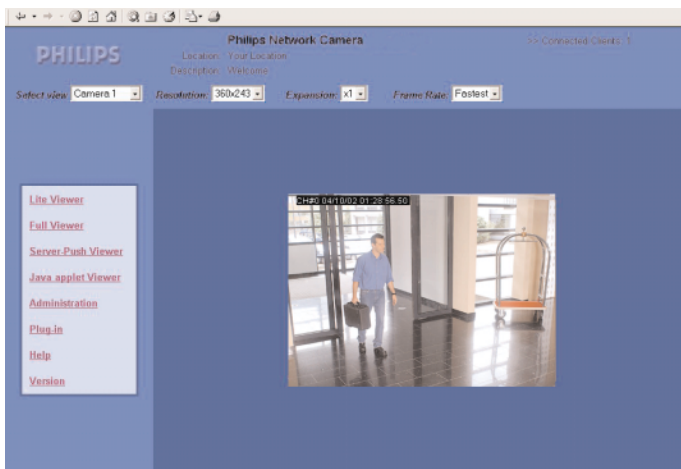 Philips Network Camera
>> Connected Clients: 1
PHILIPS
Location: Your Location
Description: Welcome
Select view: Camera 1
Resolution: 360x243
Expansion: x1
Frame Rate: Fastest
CH#0 04/10/02 01:28:56.50
Lite Viewer
Full Viewer
Server-Push Viewer
Java applet Viewer
Administration
Plug-in
Help
Version